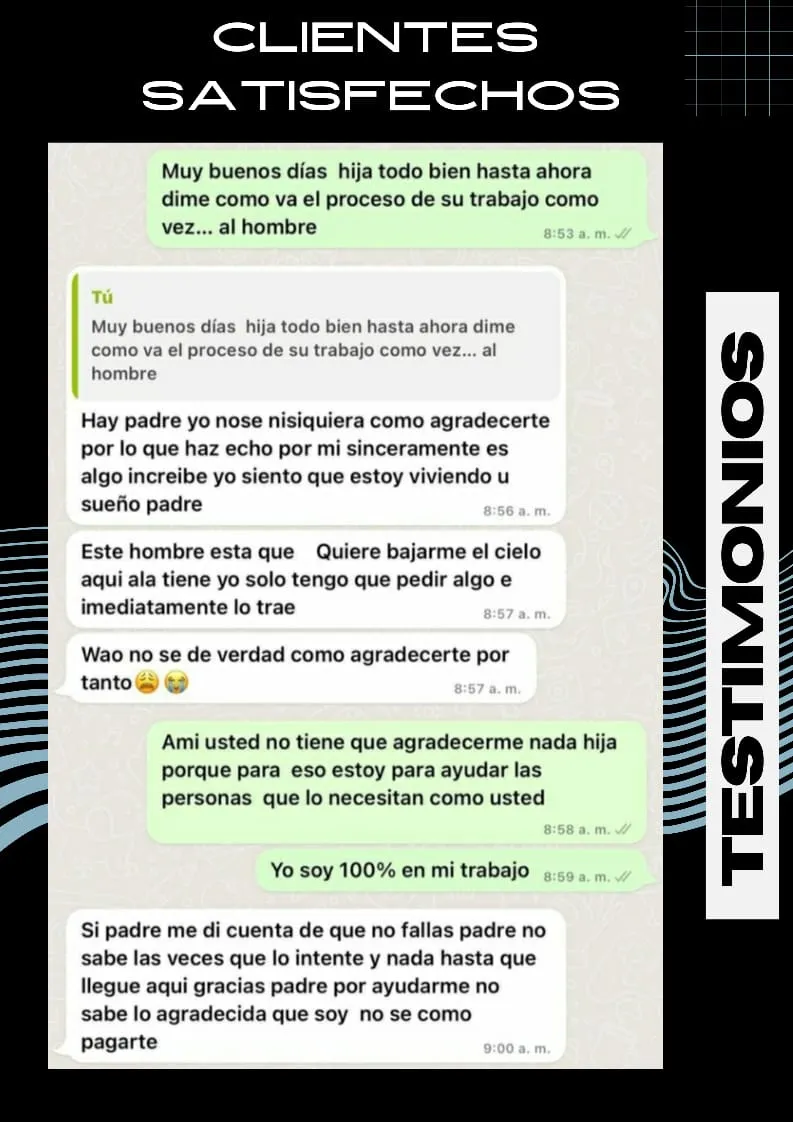 CLIENTES
SATISFECHOS
Muy buenos días  hija todo bien hasta ahora
dime como va el proceso de su trabajo como
vez... al hombre
8:53 a. m.
Tú
Muy buenos días  hija todo bien hasta ahora dime
como va el proceso de su trabajo como vez... al
hombre
Hay padre yo nose nisiquiera como agradecerte
por lo que haz echo por mi sinceramente es
algo increibe yo siento que estoy viviendo u
sueño padre
8:56 a. m.
Este hombre esta que    Quiere bajarme el cielo
aqui ala tiene yo solo tengo que pedir algo e
imediatamente lo trae
8:57 a. m.
Wao no se de verdad como agradecerte por
tanto😩 😭
8:57 a. m.
Ami usted no tiene que agradecerme nada hija
porque para  eso estoy para ayudar las
personas  que lo necesitan como usted
8:58 a. m.
Yo soy 100% en mi trabajo
8:59 a. m.
Si padre me di cuenta de que no fallas padre no
sabe las veces que lo intente y nada hasta que
llegue aqui gracias padre por ayudarme no
sabe lo agradecida que soy  no se como
pagarte
9:00 a. m.
TESTIMONIOS